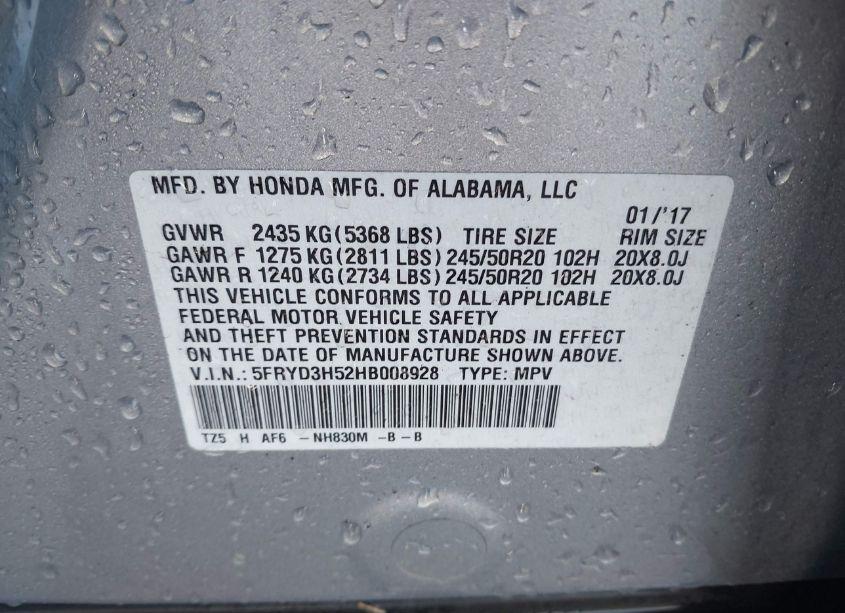 MFD. BY HONDA MFG. OF ALABAMA, LLC
01/'17
GVWR 2435 KG(5368 LBS) TIRE SIZE RIM SIZE
GAWR F 1275 KG(2811 LBS) 245/50R20 102H 20X8.0J
GAWR R 1240 KG(2734 LBS) 245/50R20 102H 20X8.0J
THIS VEHICLE CONFORMS TO ALL APPLICABLE
FEDERAL MOTOR VEHICLE SAFETY
AND THEFT PREVENTION STANDARDS IN EFFECT
ON THE DATE OF MANUFACTURE SHOWN ABOVE.
V.I.N.: 5FRYD3H52HB008928 TYPE: MPV
TZ5 H AF6 -NH830M -B-B